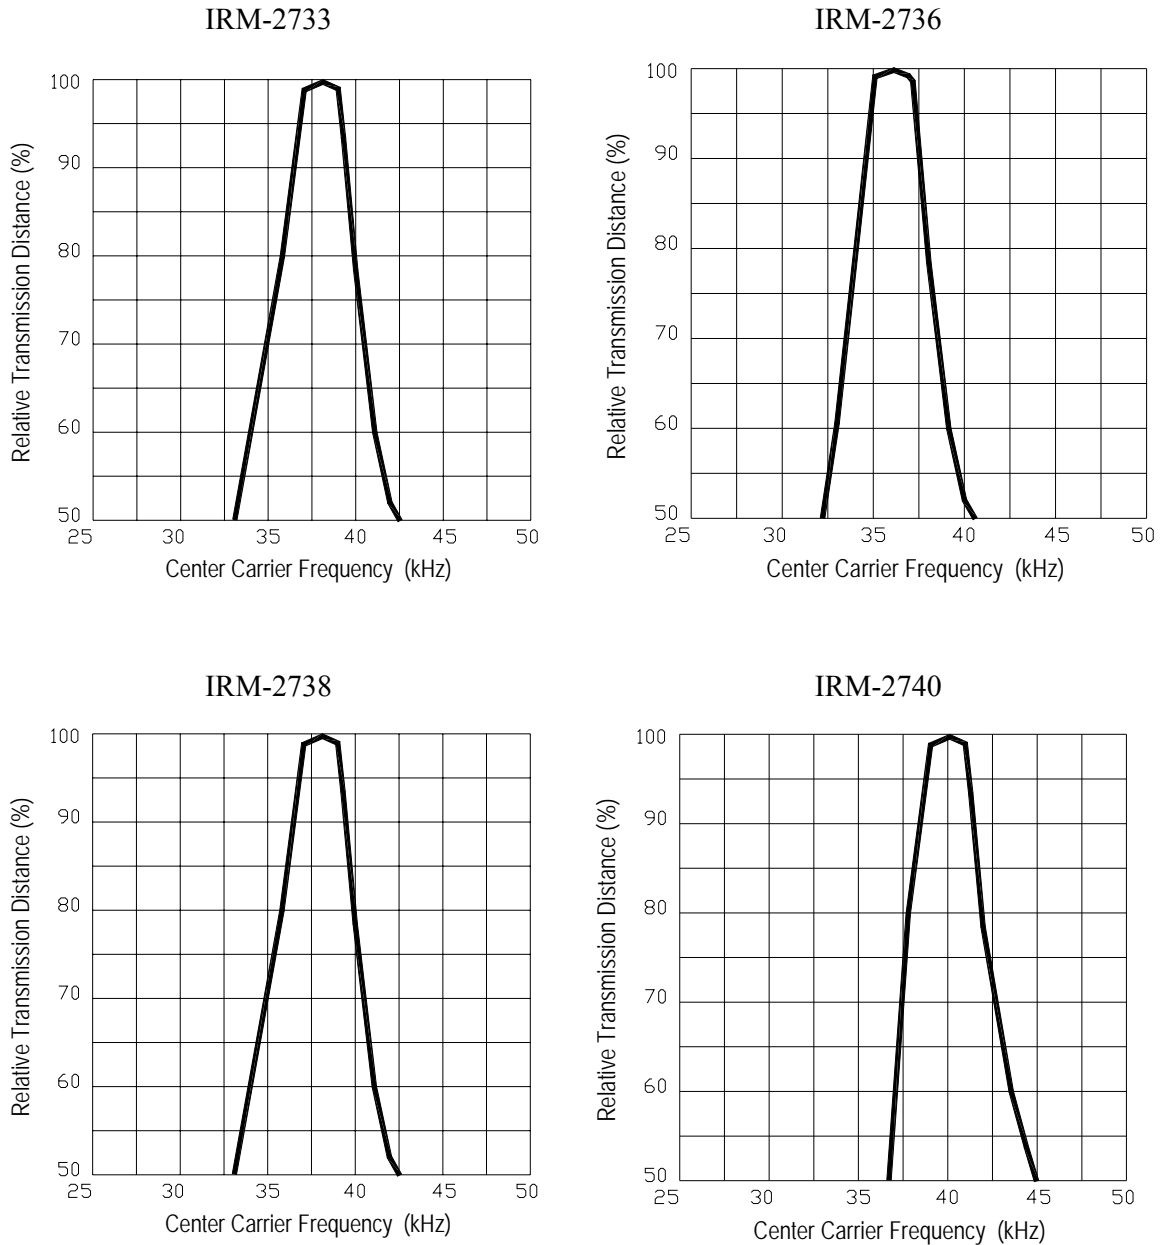 IRM-2733
IRM-2736
Relative Transmission Distance (%)
100
90
80
70
60
50
25 30 35 40 45 50
Center Carrier Frequency (kHz)
Relative Transmission Distance (%)
100
90
80
70
60
50
25 30 35 40 45 50
Center Carrier Frequency (kHz)
IRM-2738
IRM-2740
Relative Transmission Distance (%)
100
90
80
70
60
50
25 30 35 40 45 50
Center Carrier Frequency (kHz)
Relative Transmission Distance (%)
100
90
80
70
60
50
25 30 35 40 45 50
Center Carrier Frequency (kHz)